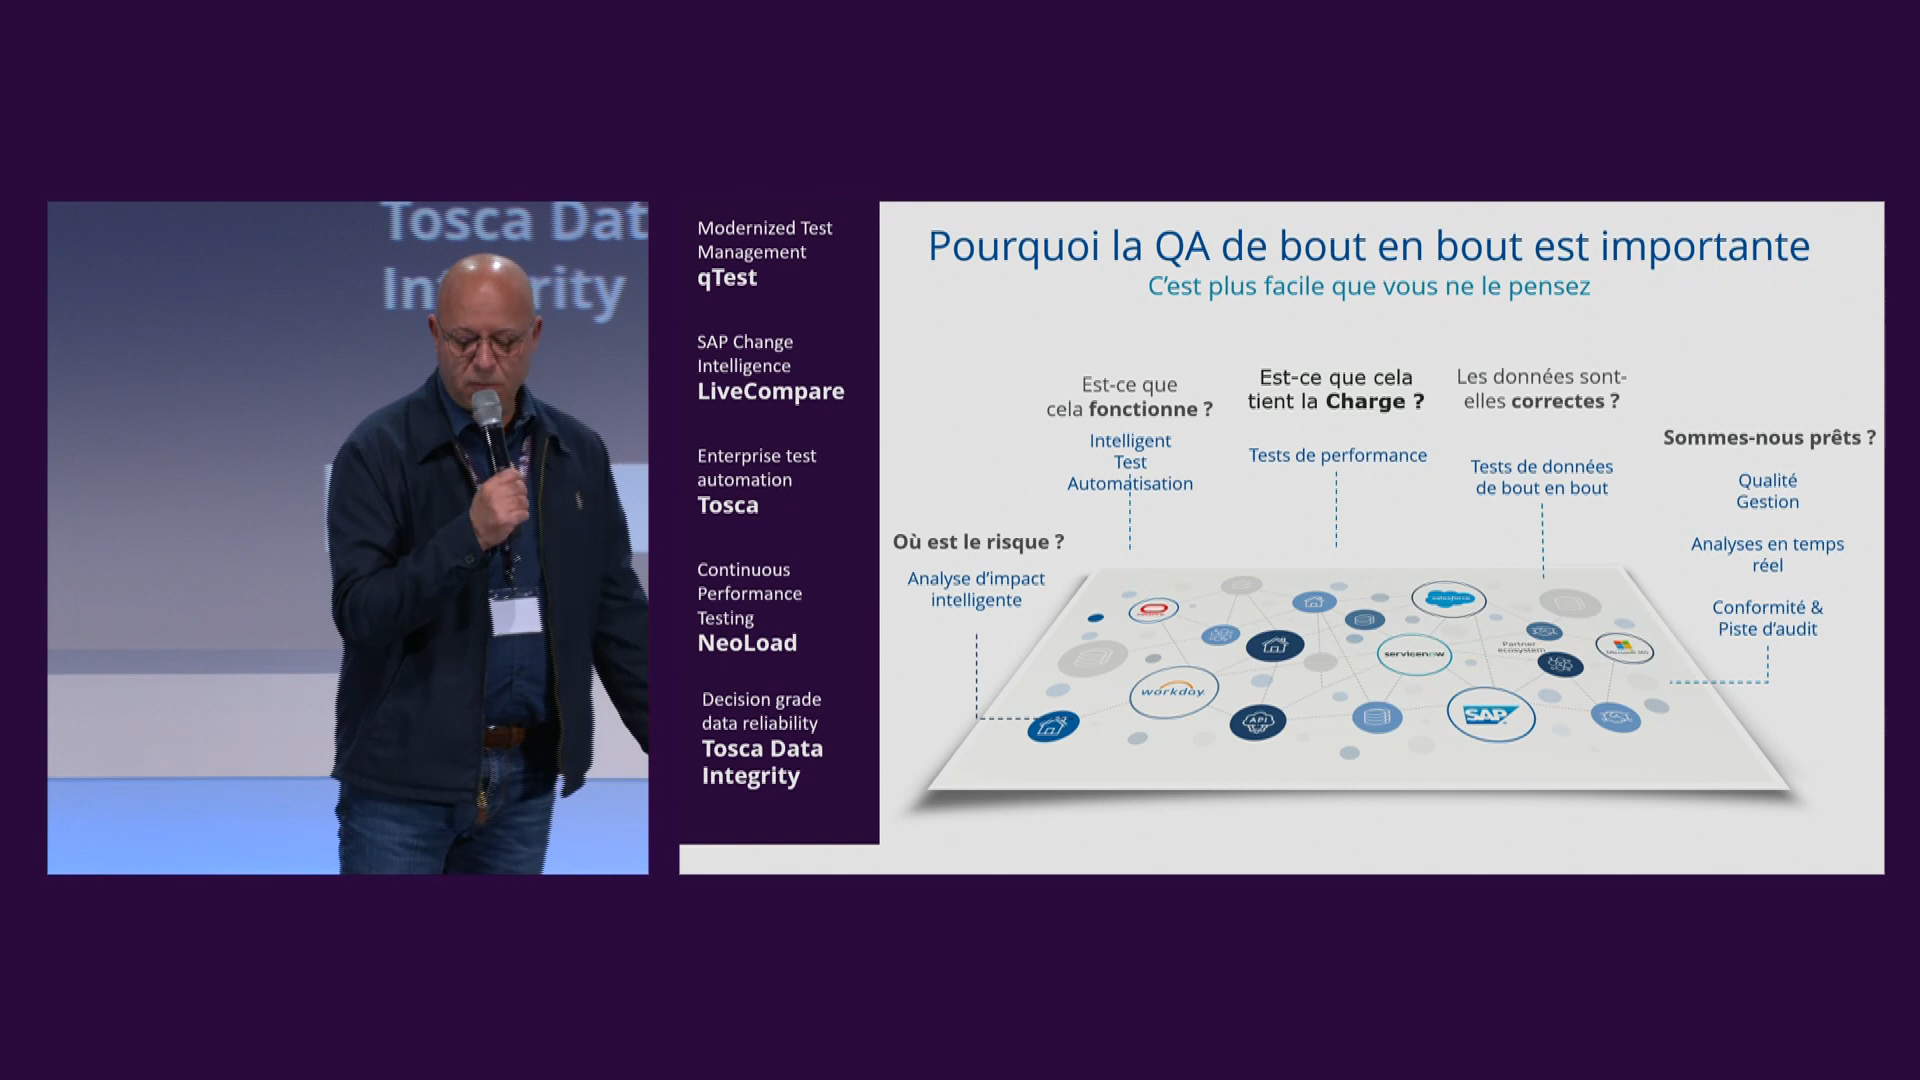 Tosca Dat
In rity
Modernized Test
Management
qTest
SAP Change
Intelligence
LiveCompare
Enterprise test
automation
Tosca
Continuous
Performance
Testing
NeoLoad
Decision grade
data reliability
Tosca Data
Integrity
Pourquoi la QA de bout en bout est importante
C’est plus facile que vous ne le pensez
Est-ce que
cela fonctionne ?
Intelligent
Test
Automatisation
Est-ce que cela
tient la Charge ?
Tests de performance
Les données sont-
elles correctes ?
Tests de données
de bout en bout
Sommes-nous prêts ?
Qualité
Gestion
Analyses en temps
réel
Conformité &
Piste d’audit
Où est le risque ?
Analyse d’impact
intelligente
salesforce
servicenow
Partner
ecosystem
Microsoft 365
workday.
API
SAP